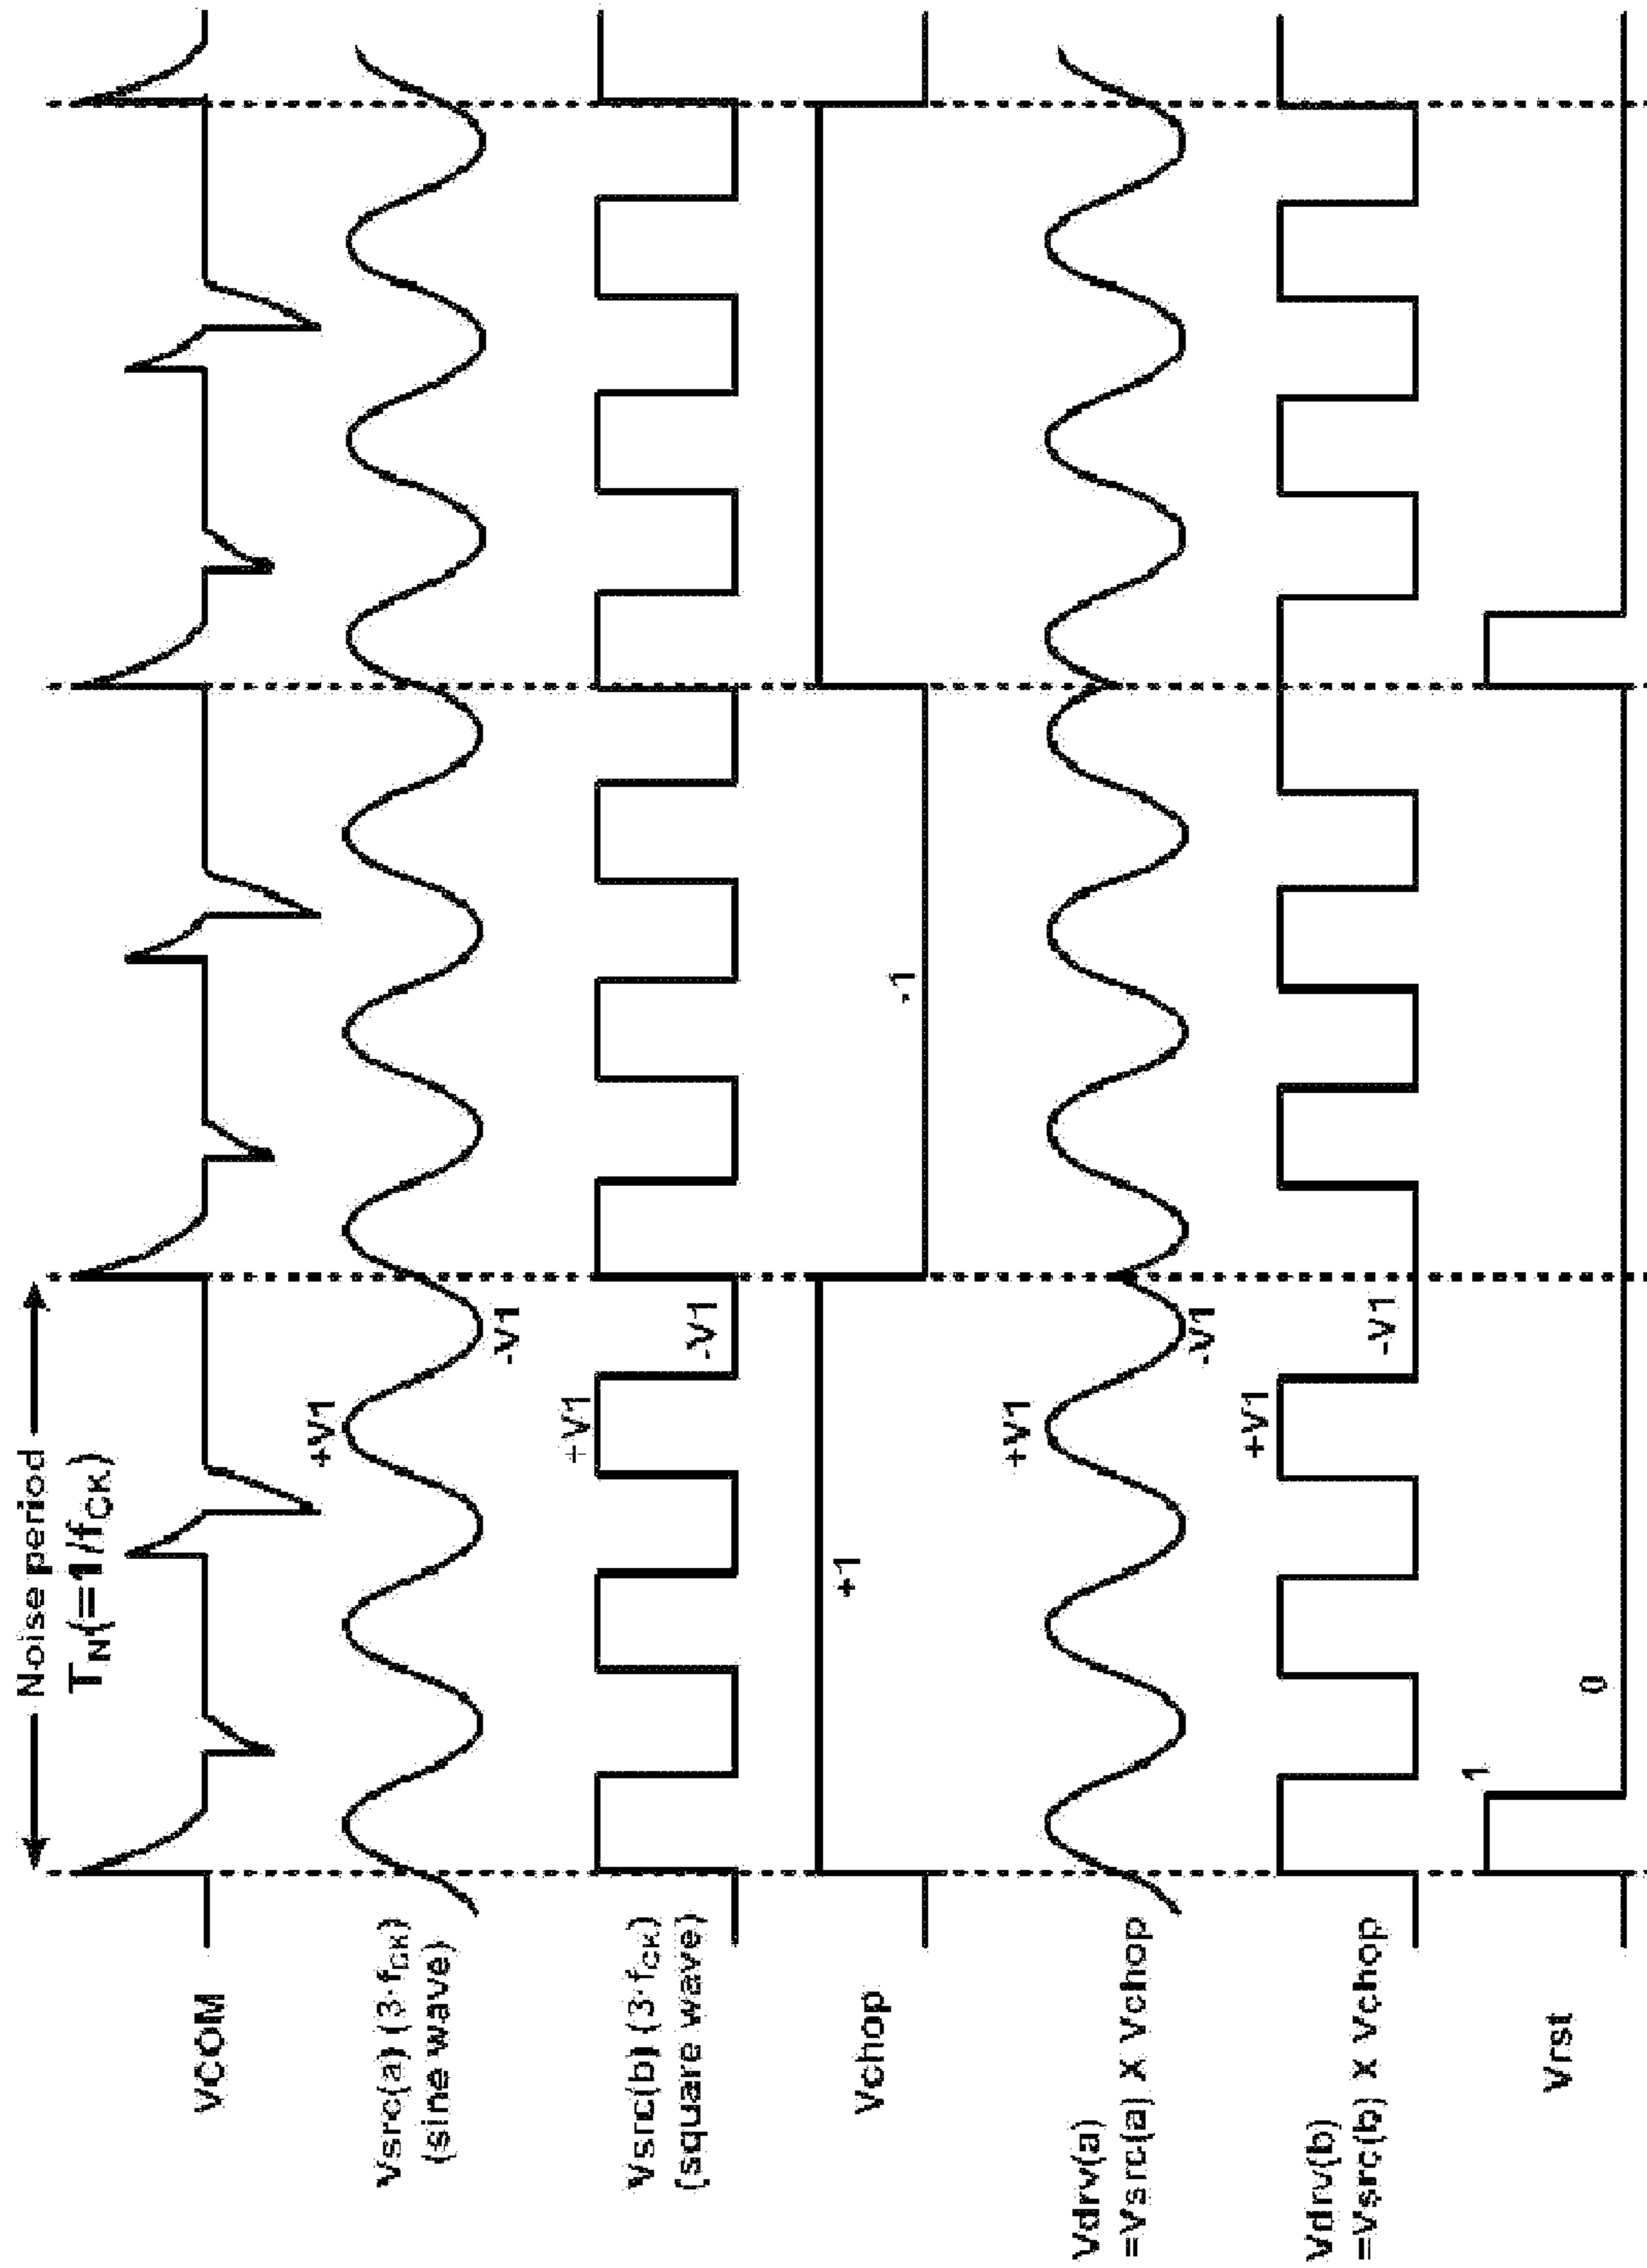 Noise period
T_N(=1/f_CK)
VCOM
Vsrc(a) (3·f_CK)
(sine wave)
+V1
-V1
Vsrc(b) (3·f_CK)
(square wave)
+V1
-V1
Vchop
+1
-1
Vdrv(a)
=Vsrc(a) X Vchop
+V1
-V1
Vdrv(b)
=Vsrc(b) X Vchop
+V1
-V1
Vrst
1
0